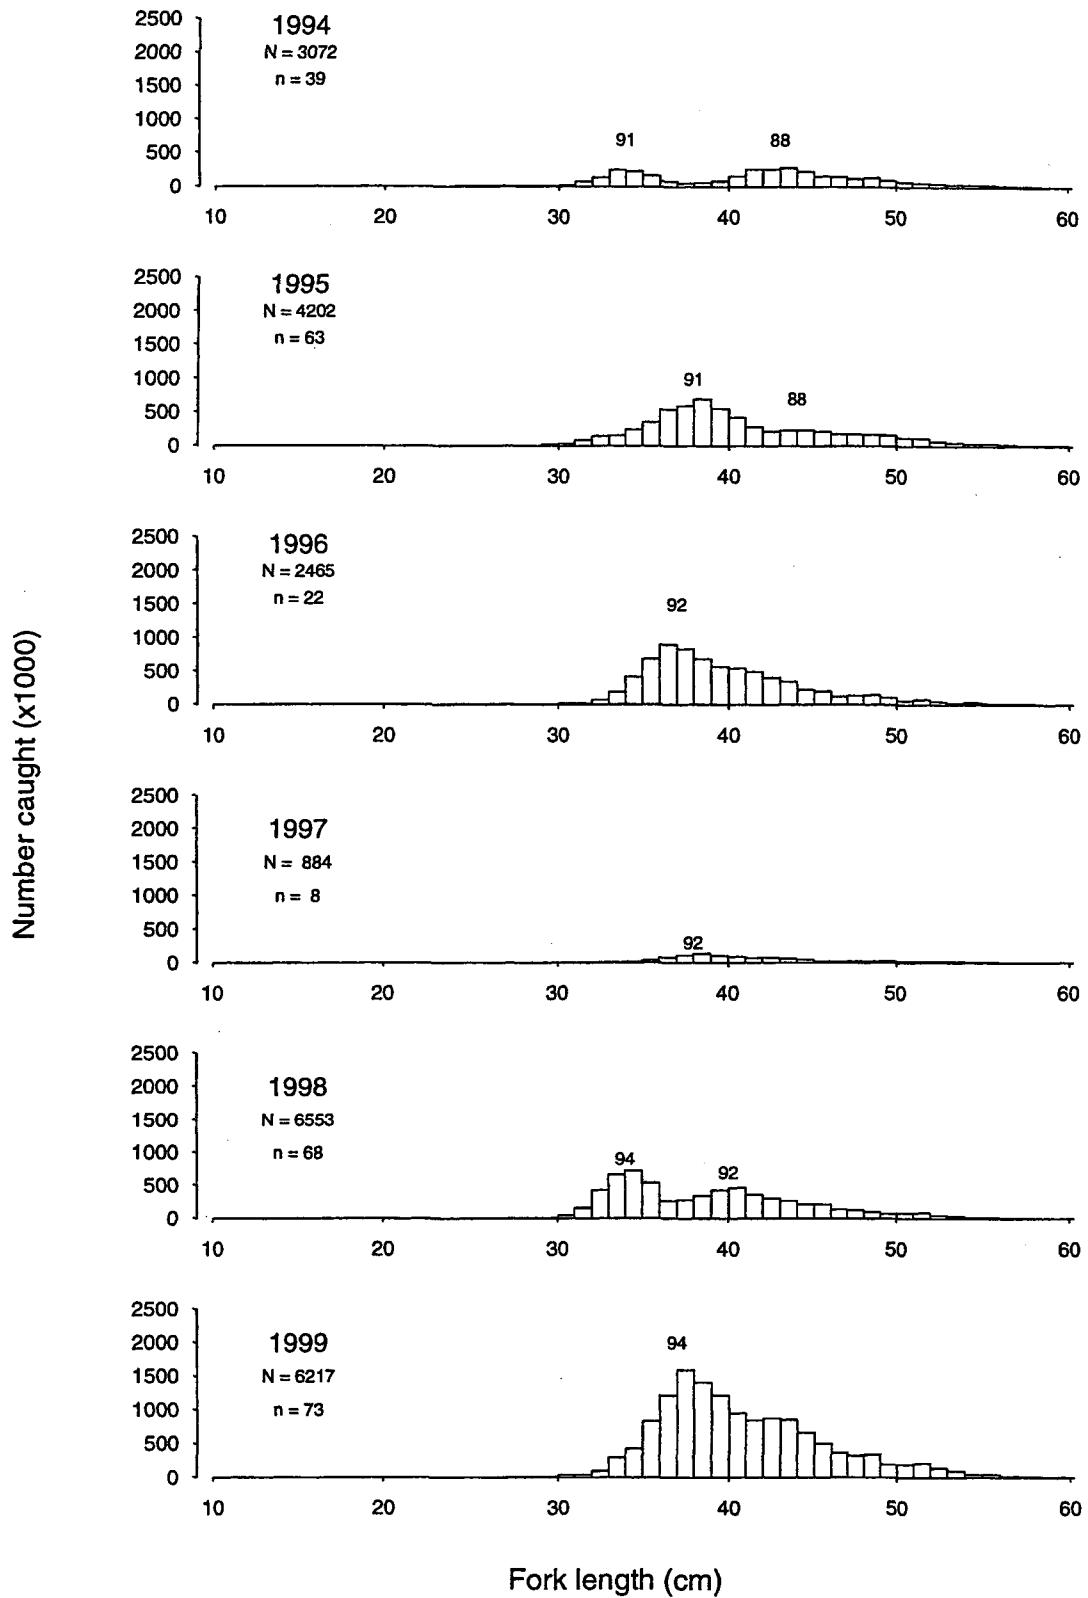 Number caught (x1000)
1994
N = 3072
n = 39
2500
2000
1500
1000
500
0
91
88
10 20 30 40 50 60
1995
N = 4202
n = 63
2500
2000
1500
1000
500
0
91
88
10 20 30 40 50 60
1996
N = 2465
n = 22
2500
2000
1500
1000
500
0
92
10 20 30 40 50 60
1997
N = 884
n = 8
2500
2000
1500
1000
500
0
92
10 20 30 40 50 60
1998
N = 6553
n = 68
2500
2000
1500
1000
500
0
94
92
10 20 30 40 50 60
1999
N = 6217
n = 73
2500
2000
1500
1000
500
0
94
10 20 30 40 50 60
Fork length (cm)